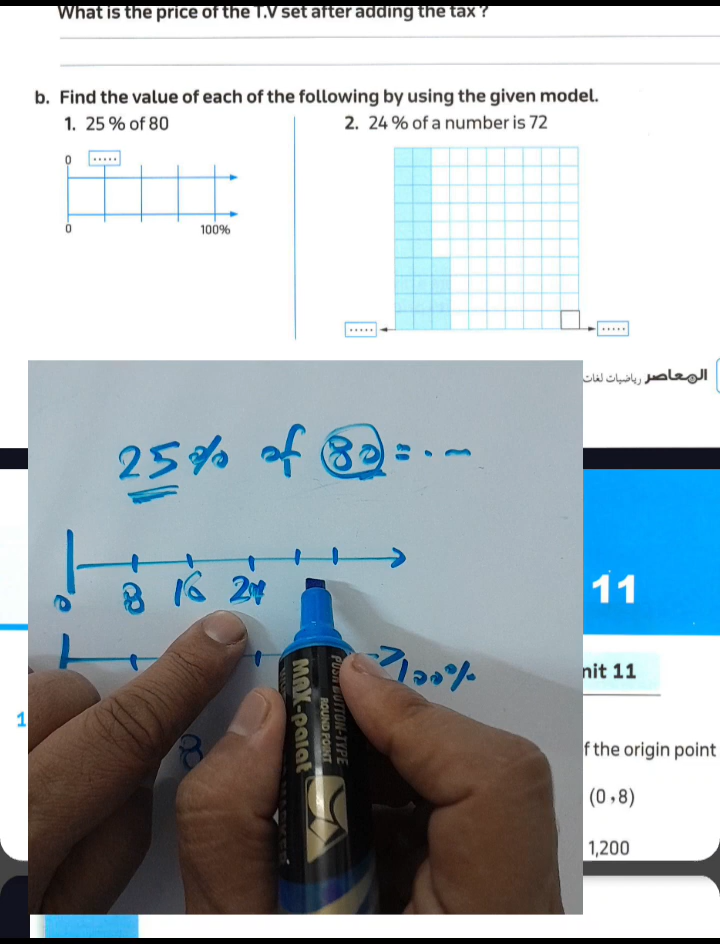 What is the price of the T.V set after adding the tax ?
b. Find the value of each of the following by using the given model.
1. 25 % of 80
2. 24 % of a number is 72
0 .....
0 100%
..... .....
المعاصر رياضيات لغات
25% of 80 = . –
0 8 16 24
100%
8
PUSH BUTTON-TYPE
ROUND POINT
MAX-palat
11
nit 11
1
f the origin point
(0 ,8)
1,200